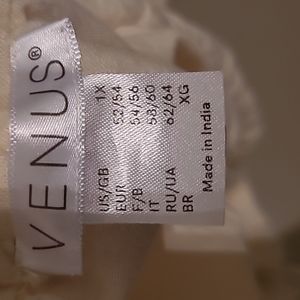 VENUS®
US/GB 1X
EUR 52/54
F/B 54/56
IT 58/60
RU/UA 62/64
BR XG
Made in India